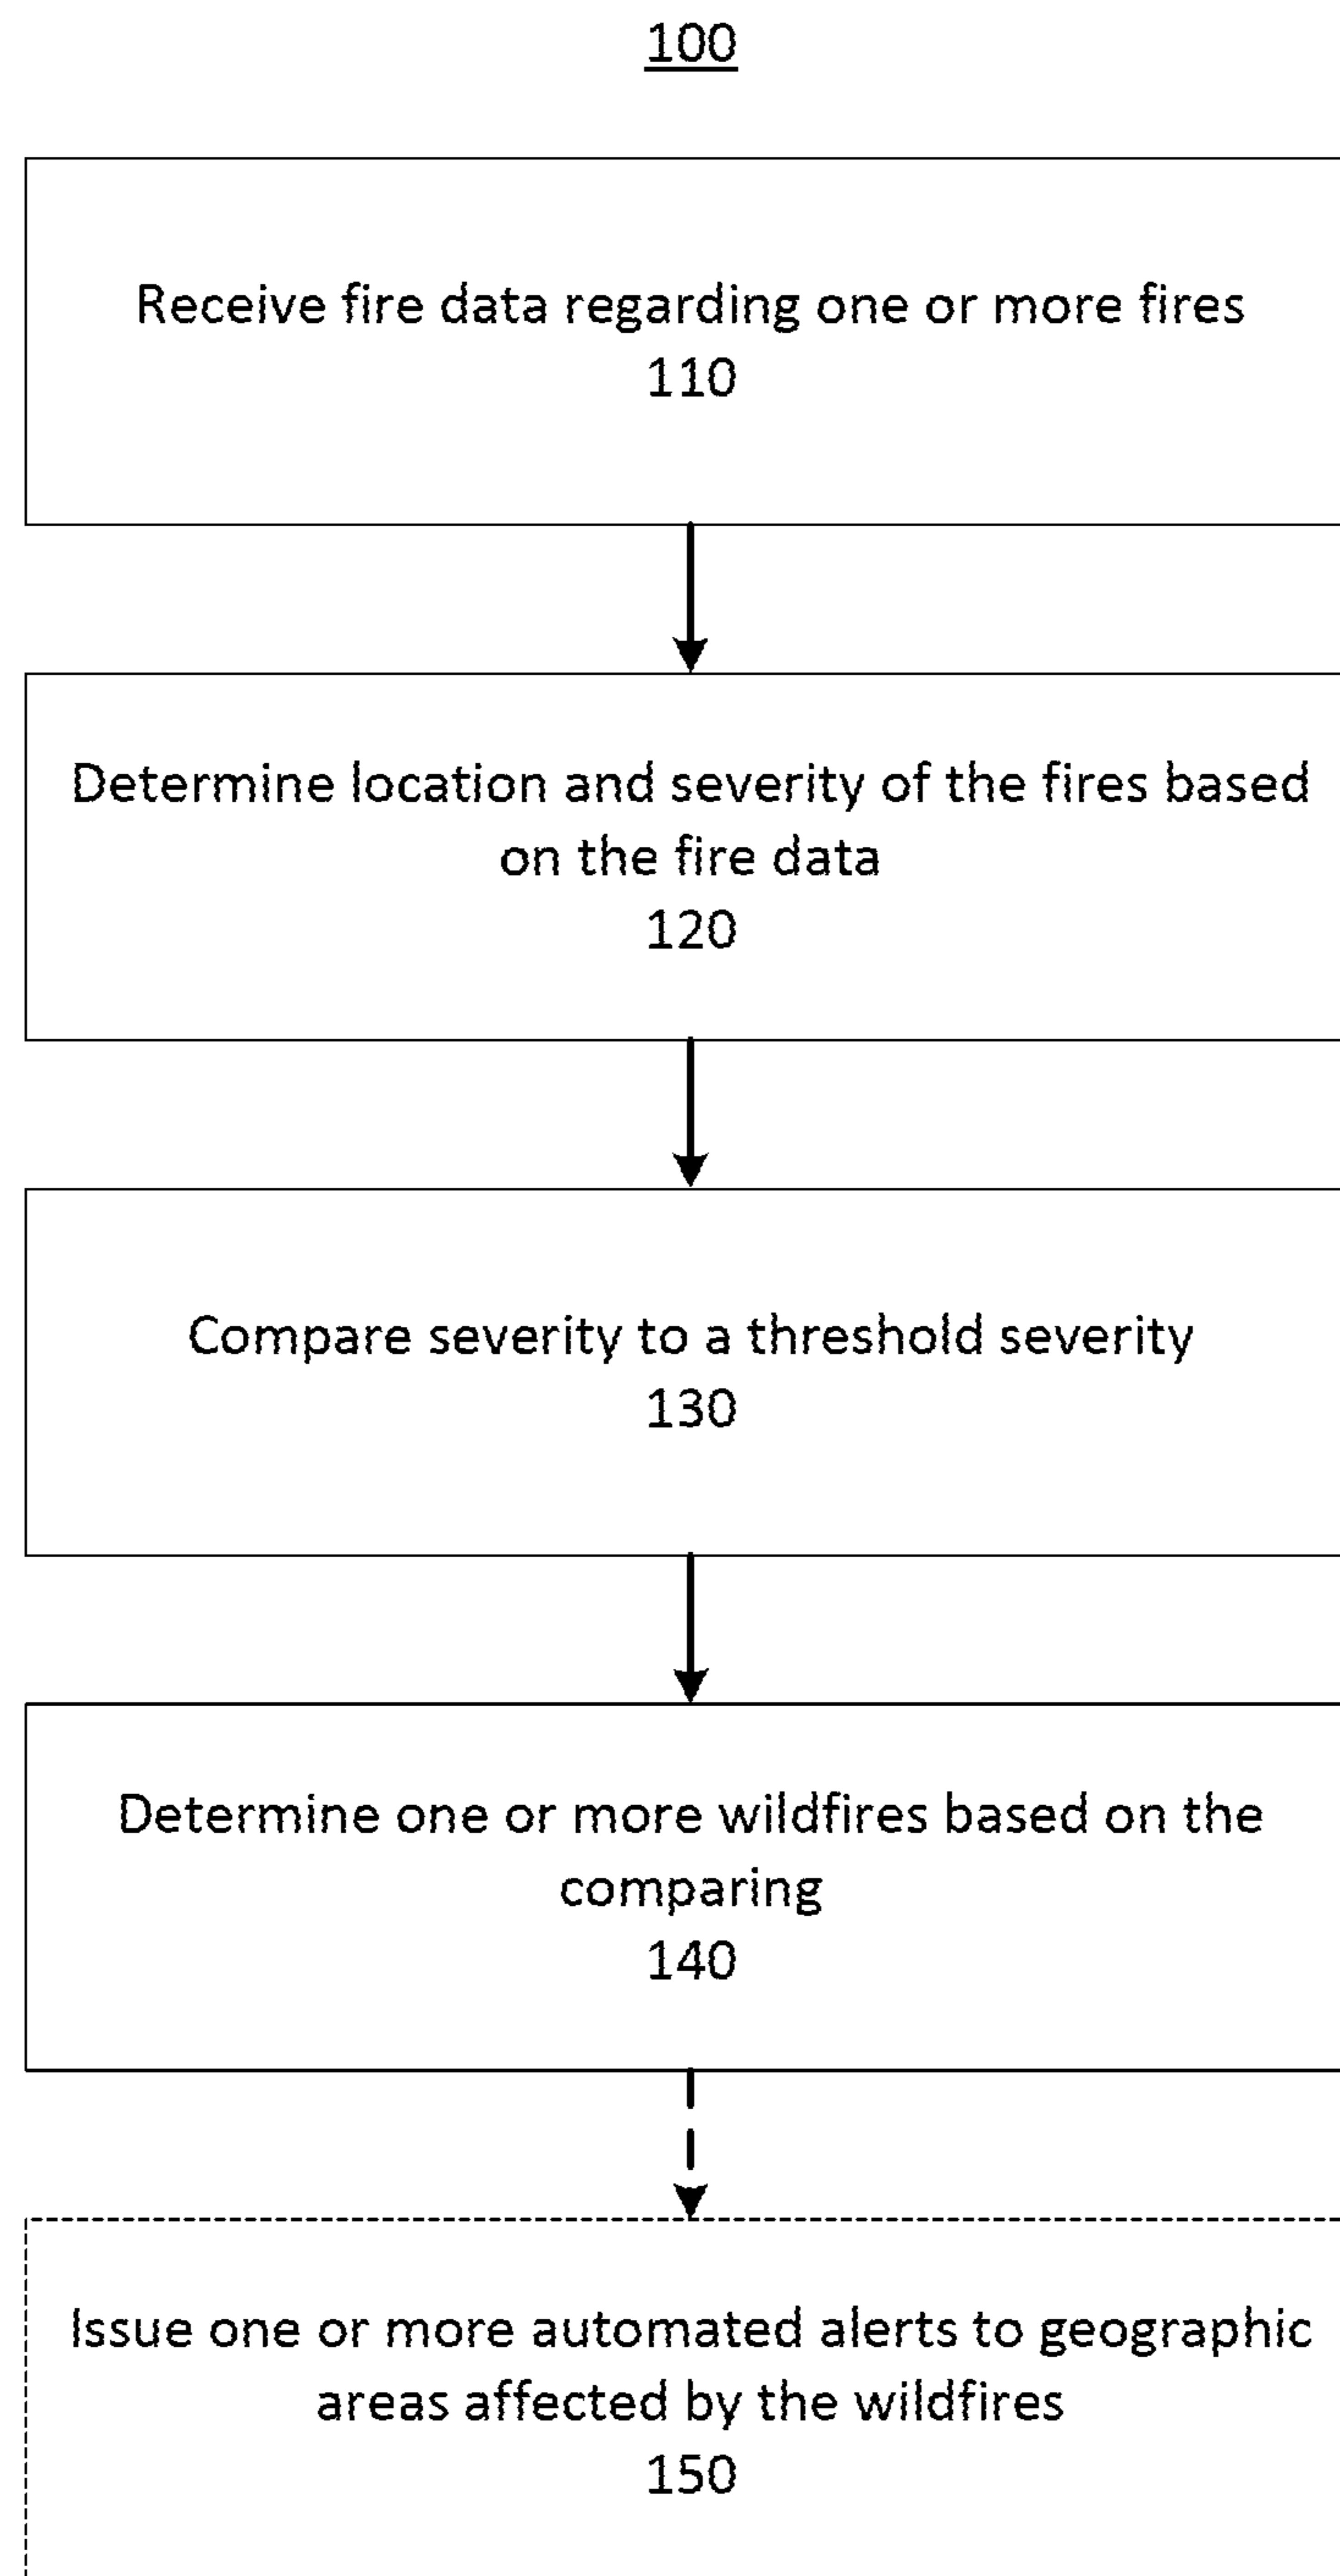 100
Receive fire data regarding one or more fires
110
Determine location and severity of the fires based
on the fire data
120
Compare severity to a threshold severity
130
Determine one or more wildfires based on the
comparing
140
Issue one or more automated alerts to geographic
areas affected by the wildfires
150